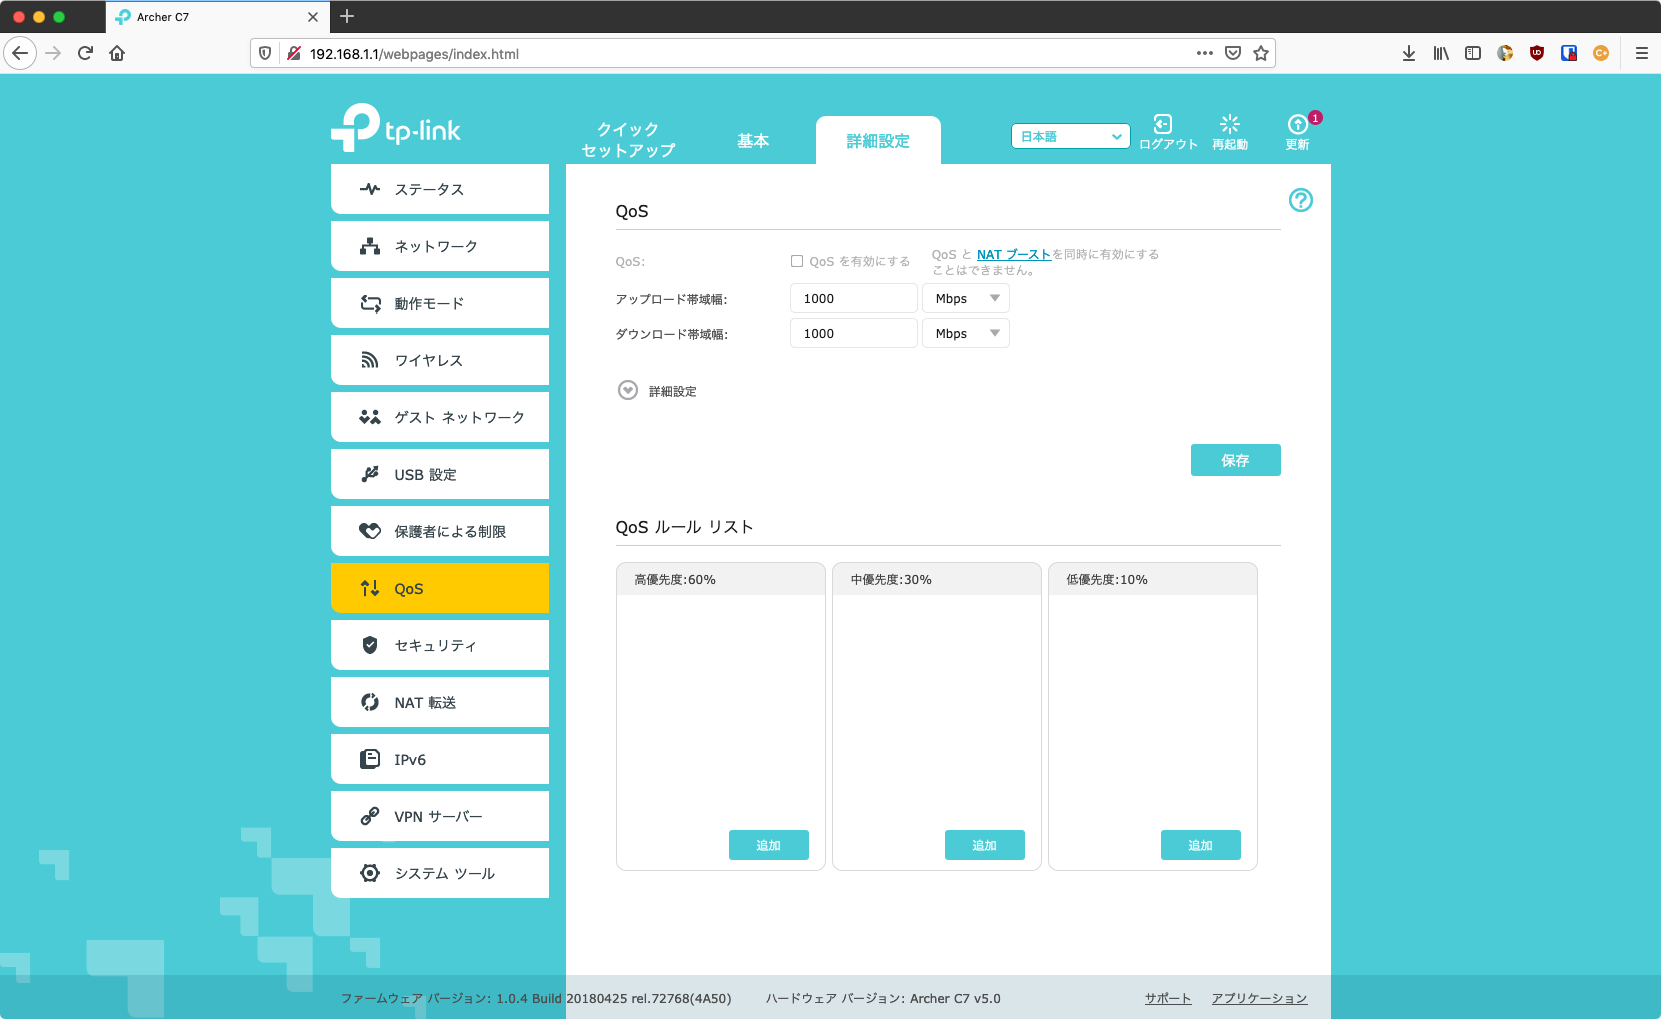 Archer C7
192.168.1.1/webpages/index.html
tp-link
クイック
セットアップ
基本
詳細設定
日本語
ログアウト
再起動
更新
1
ステータス
ネットワーク
動作モード
ワイヤレス
ゲスト ネットワーク
USB 設定
保護者による制限
QoS
セキュリティ
NAT 転送
IPv6
VPN サーバー
システム ツール
QoS
QoS:
QoS を有効にする
QoS と NAT ブーストを同時に有効にする
ことはできません。
アップロード帯域幅:
1000
Mbps
ダウンロード帯域幅:
1000
Mbps
詳細設定
保存
QoS ルール リスト
高優先度:60%
中優先度:30%
低優先度:10%
追加
追加
追加
ファームウェア バージョン: 1.0.4 Build 20180425 rel.72768(4A50)
ハードウェア バージョン: Archer C7 v5.0
サポート
アプリケーション